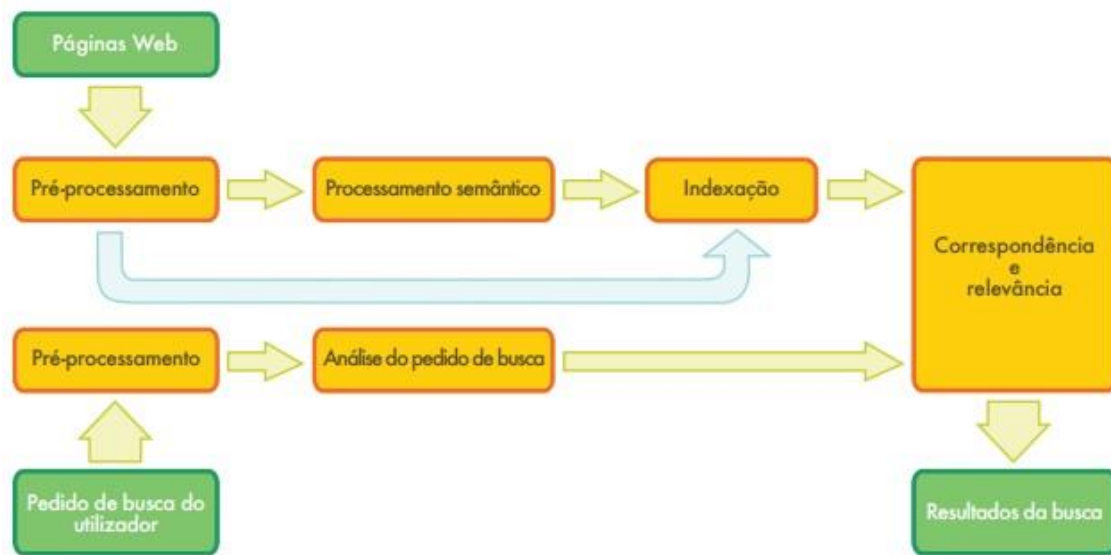 Páginas Web
Pré-processamento
Processamento semântico
Indexação
Correspondência
e
relevância
Pré-processamento
Análise do pedido de busca
Pedido de busca do
utilizador
Resultados da busca